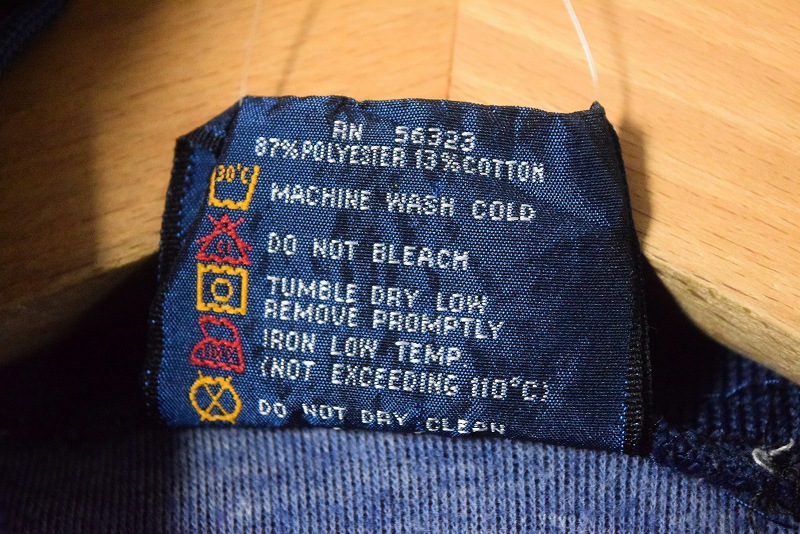 RN 56323
87% POLYESTER 13% COTTON
30°C
MACHINE WASH COLD
CL
DO NOT BLEACH
TUMBLE DRY LOW
REMOVE PROMPTLY
IRON LOW TEMP.
(NOT EXCEEDING 110°C)
DO NOT DRY CLEAN